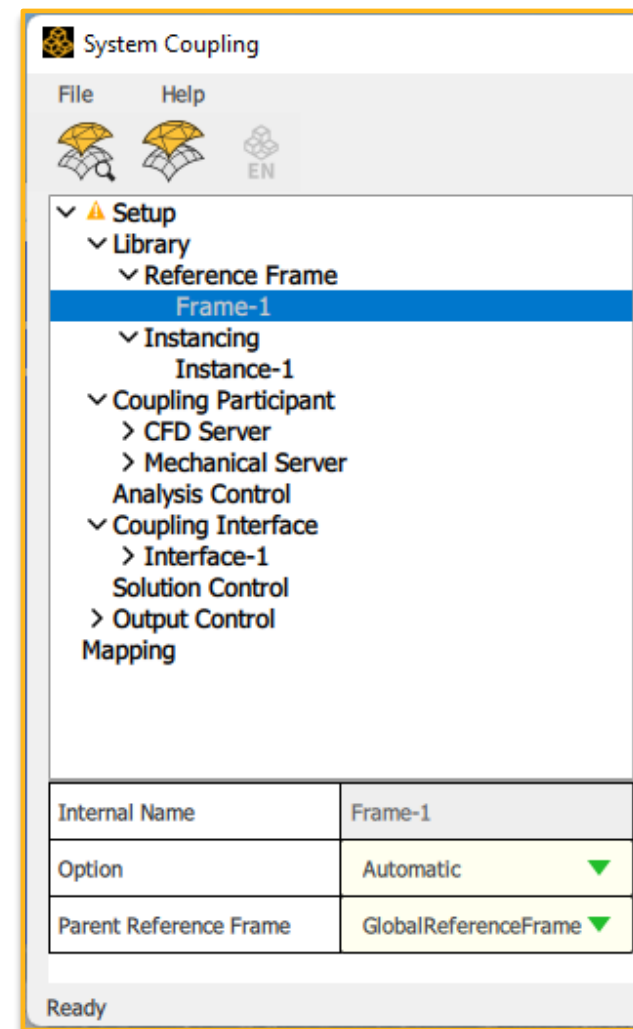 System Coupling
File Help
EN
Setup
Library
Reference Frame
Frame-1
Instancing
Instance-1
Coupling Participant
CFD Server
Mechanical Server
Analysis Control
Coupling Interface
Interface-1
Solution Control
Output Control
Mapping
Internal Name Frame-1
Option Automatic
Parent Reference Frame GlobalReferenceFrame
Ready